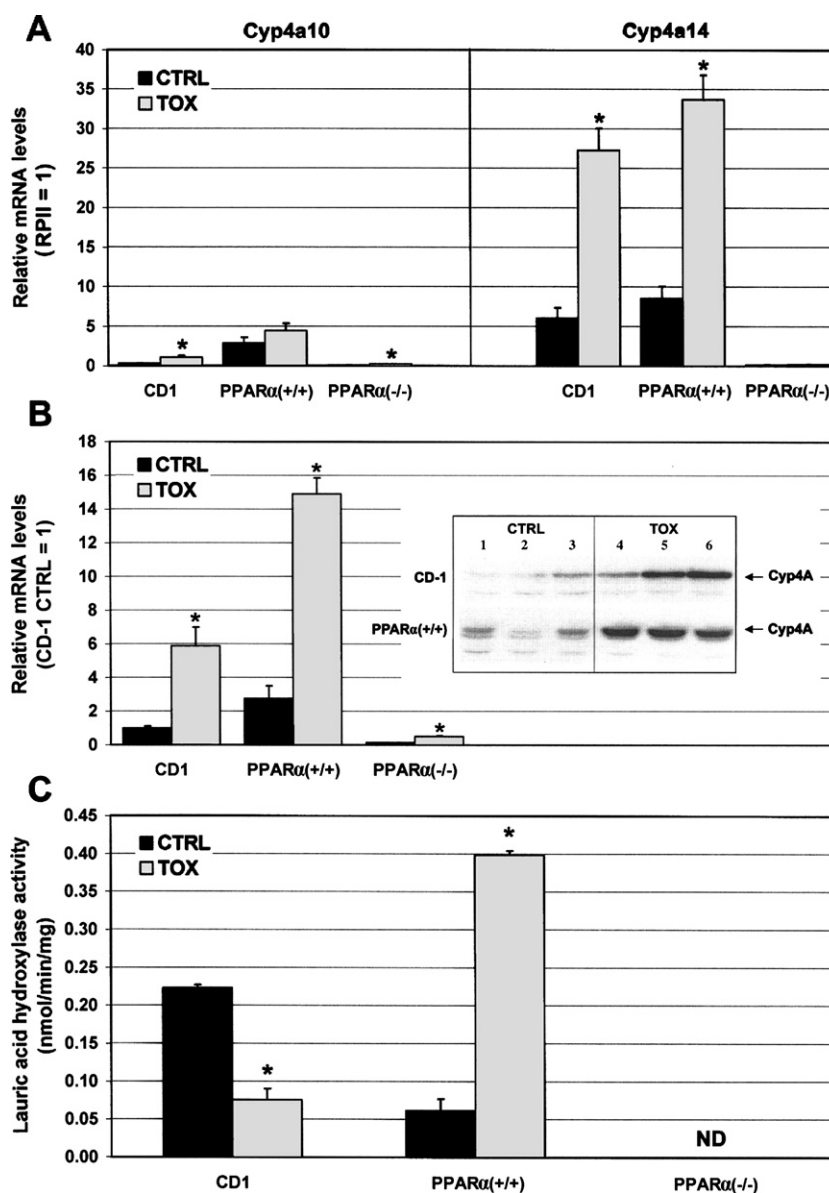 A
Cyp4a10 Cyp4a14
Relative mRNA levels
(RPII = 1)
40
35
30
25
20
15
10
5
0
CTRL
TOX
*
*
*
*
CD1 PPARα(+/+) PPARα(-/-) CD1 PPARα(+/+) PPARα(-/-)
B
Relative mRNA levels
(CD-1 CTRL = 1)
18
16
14
12
10
8
6
4
2
0
CTRL
TOX
*
*
*
CTRL TOX
1 2 3 4 5 6
CD-1 ← Cyp4A
PPARα(+/+) ← Cyp4A
CD1 PPARα(+/+) PPARα(-/-)
C
Lauric acid hydroxylase activity
(nmol/min/mg)
0.45
0.40
0.35
0.30
0.25
0.20
0.15
0.10
0.05
0.00
CTRL
TOX
*
*
ND
CD1 PPARα(+/+) PPARα(-/-)